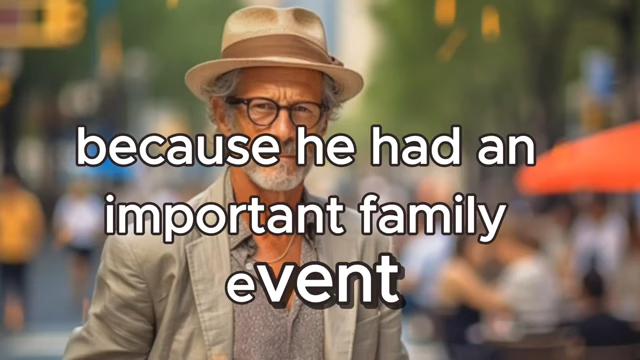 because he had an
important family
event